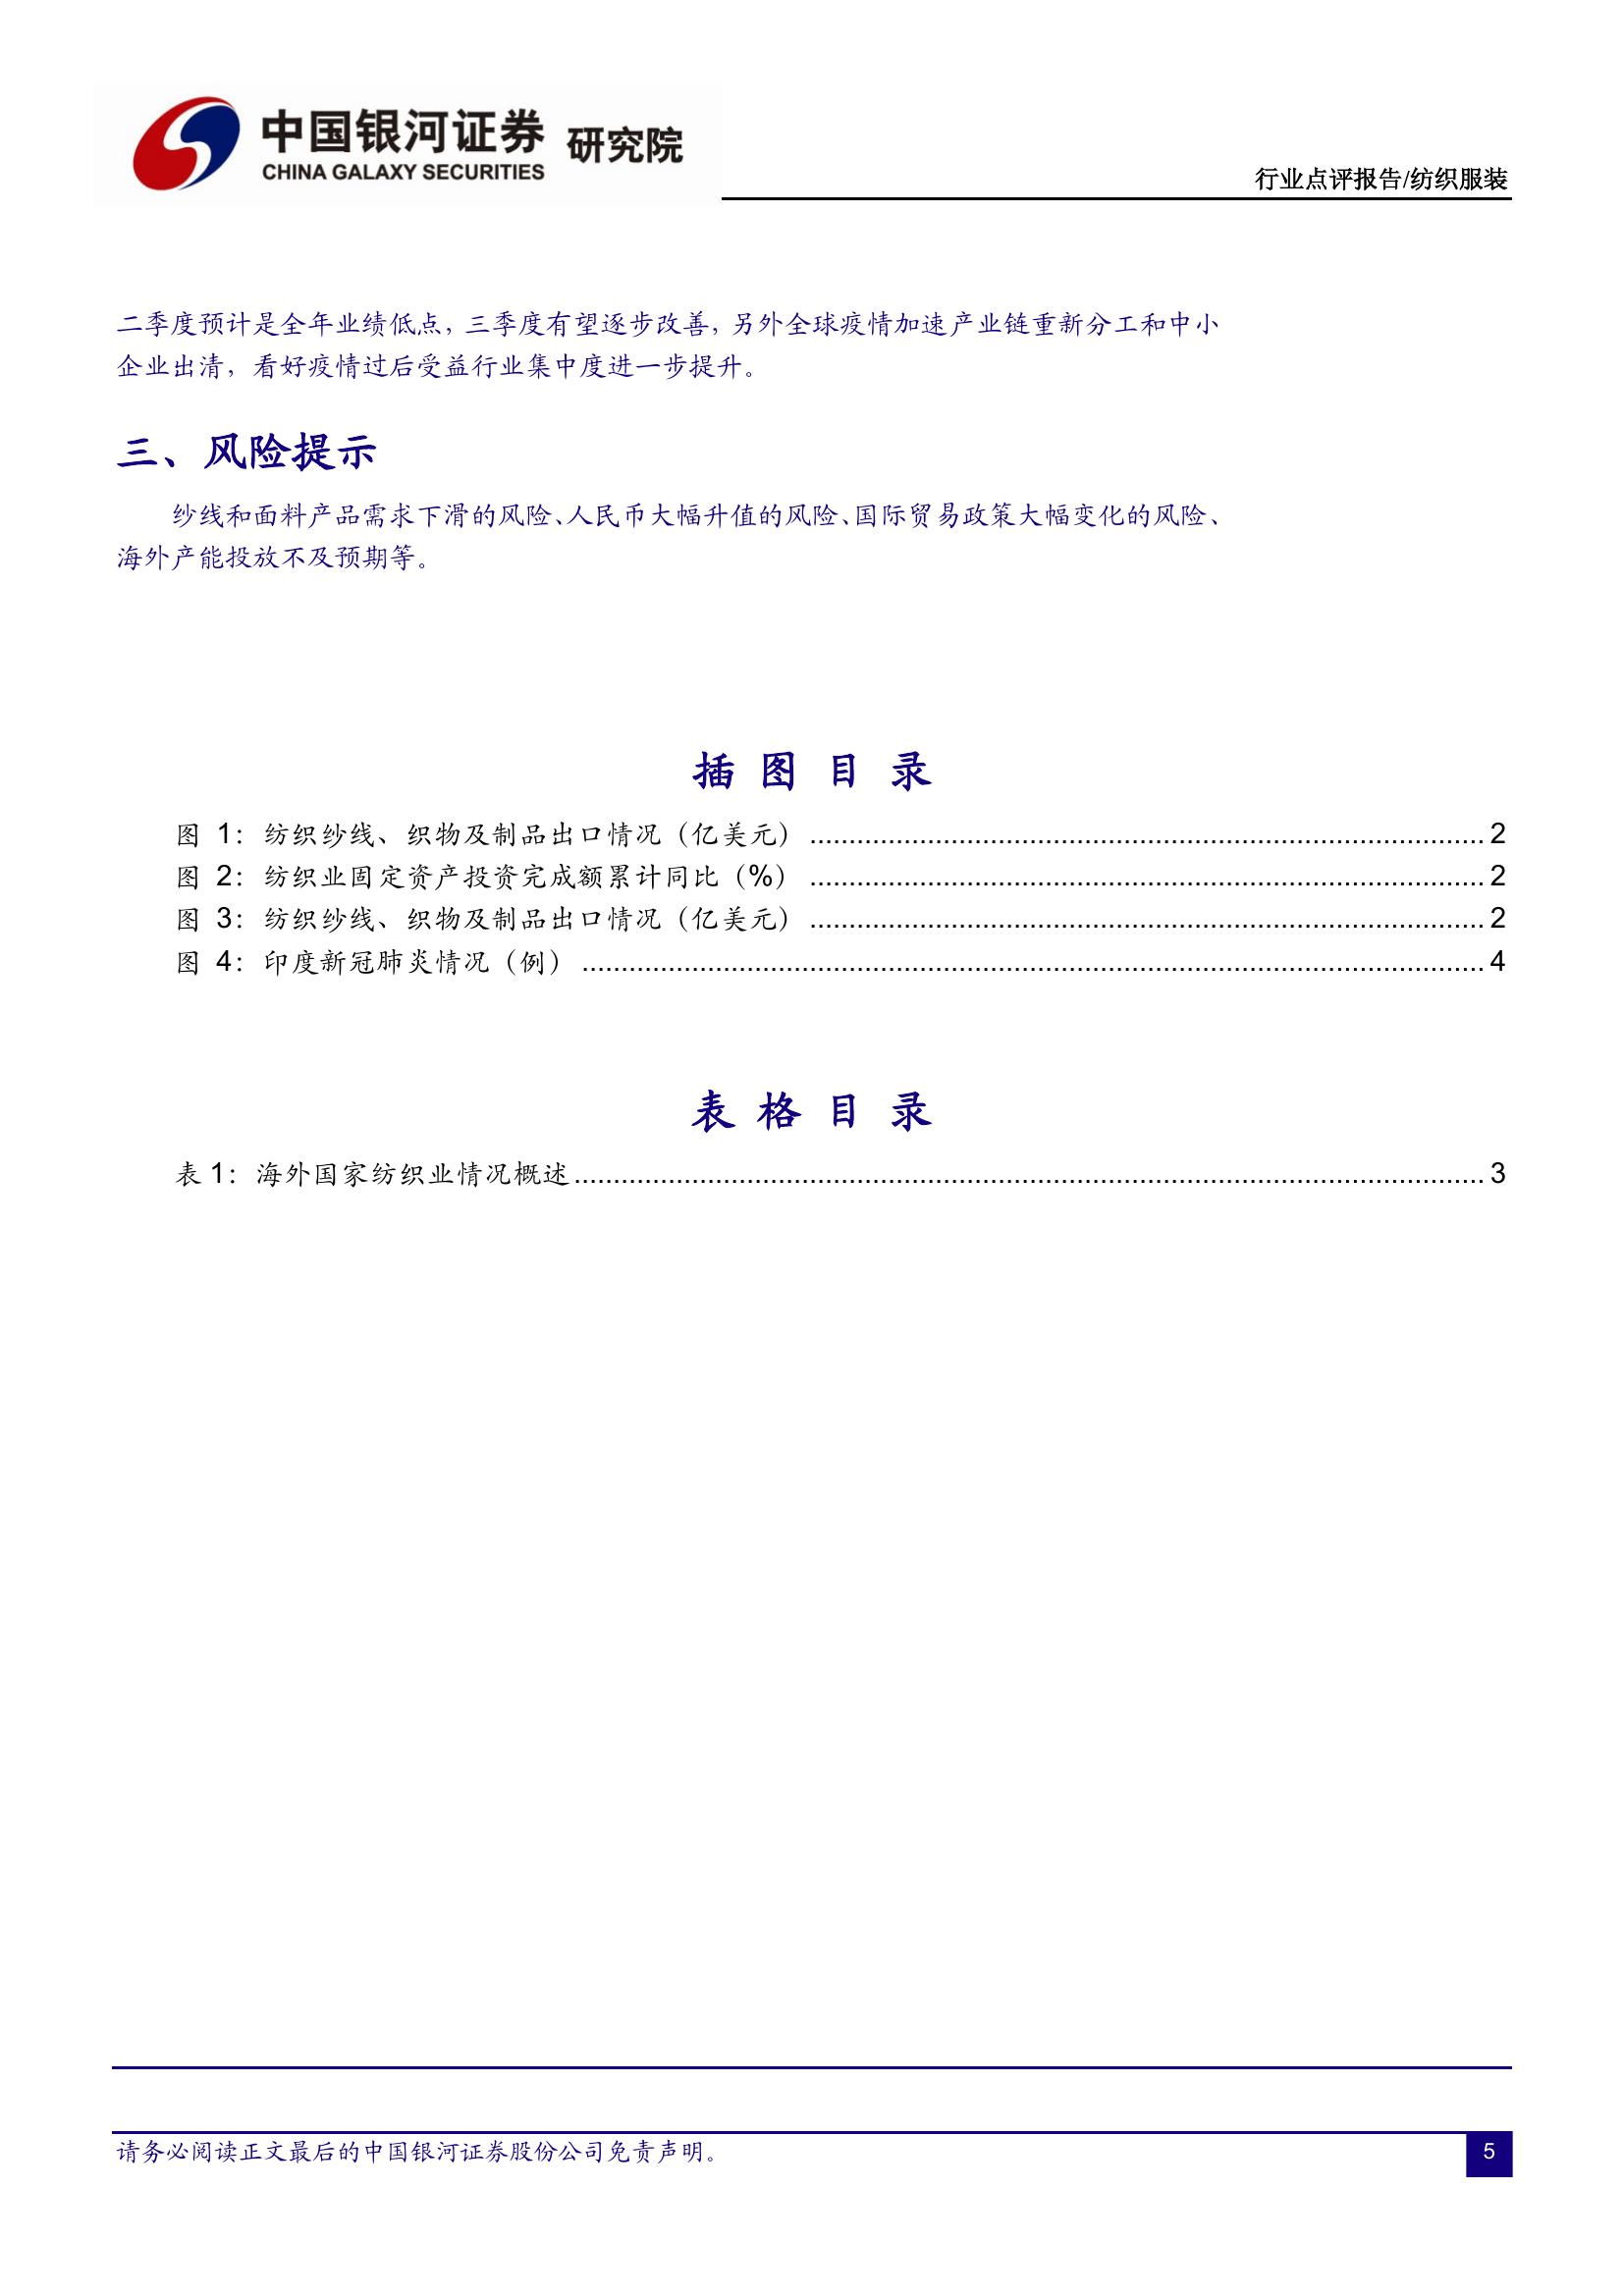 中国银河证券 研究院
CHINA GALAXY SECURITIES
行业点评报告/纺织服装
二季度预计是全年业绩低点，三季度有望逐步改善，另外全球疫情加速产业链重新分工和中小
企业出清，看好疫情过后受益行业集中度进一步提升。
三、风险提示
纱线和面料产品需求下滑的风险、人民币大幅升值的风险、国际贸易政策大幅变化的风险、
海外产能投放不及预期等。
插 图 目 录
图 1：纺织纱线、织物及制品出口情况（亿美元） ........ 2
图 2：纺织业固定资产投资完成额累计同比（%） ........ 2
图 3：纺织纱线、织物及制品出口情况（亿美元） ........ 2
图 4：印度新冠肺炎情况（例） ........ 4
表 格 目 录
表 1：海外国家纺织业情况概述 ........ 3
请务必阅读正文最后的中国银河证券股份公司免责声明。
5